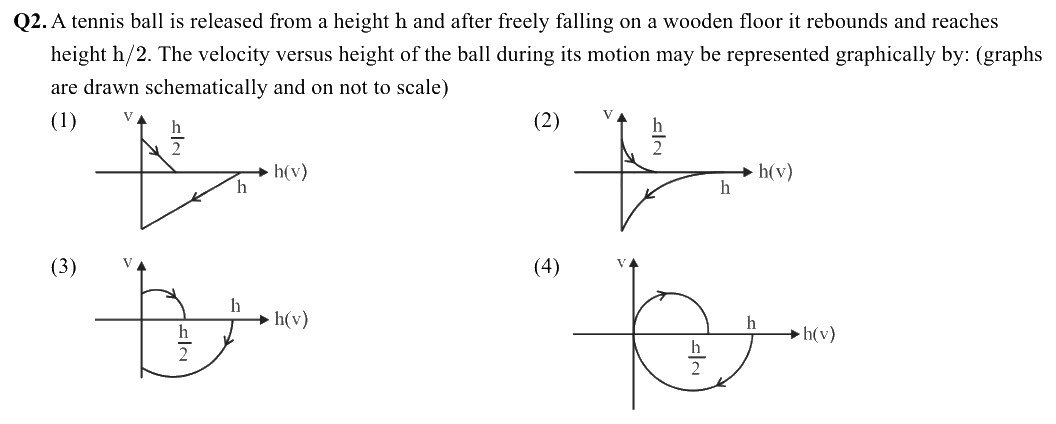 Q2. A tennis ball is released from a height h and after freely falling on a wooden floor it rebounds and reaches
height h/2. The velocity versus height of the ball during its motion may be represented graphically by: (graphs
are drawn schematically and on not to scale)
(1) v h/2 h h(v)
(2) v h/2 h h(v)
(3) v h h/2 h(v)
(4) v h h/2 h(v)